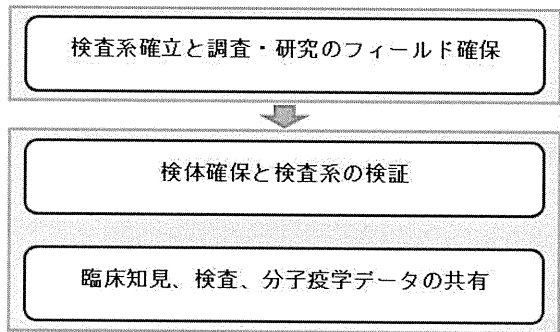 検査系確立と調査・研究のフィールド確保
検体確保と検査系の検証
臨床知見、検査、分子疫学データの共有